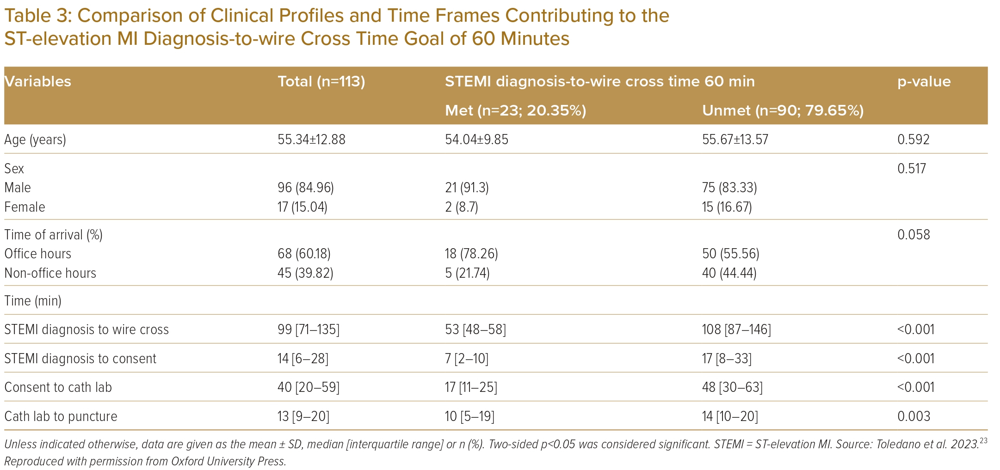 Table 3: Comparison of Clinical Profiles and Time Frames Contributing to the
ST-elevation MI Diagnosis-to-wire Cross Time Goal of 60 Minutes
Variables Total (n=113) STEMI diagnosis-to-wire cross time 60 min p-value
Met (n=23; 20.35%) Unmet (n=90; 79.65%)
Age (years) 55.34±12.88 54.04±9.85 55.67±13.57 0.592
Sex 0.517
Male 96 (84.96) 21 (91.3) 75 (83.33)
Female 17 (15.04) 2 (8.7) 15 (16.67)
Time of arrival (%) 0.058
Office hours 68 (60.18) 18 (78.26) 50 (55.56)
Non-office hours 45 (39.82) 5 (21.74) 40 (44.44)
Time (min)
STEMI diagnosis to wire cross 99 [71–135] 53 [48–58] 108 [87–146] <0.001
STEMI diagnosis to consent 14 [6–28] 7 [2–10] 17 [8–33] <0.001
Consent to cath lab 40 [20–59] 17 [11–25] 48 [30–63] <0.001
Cath lab to puncture 13 [9–20] 10 [5–19] 14 [10–20] 0.003
Unless indicated otherwise, data are given as the mean ± SD, median [interquartile range] or n (%). Two-sided p<0.05 was considered significant. STEMI = ST-elevation MI. Source: Toledano et al. 2023.23
Reproduced with permission from Oxford University Press.